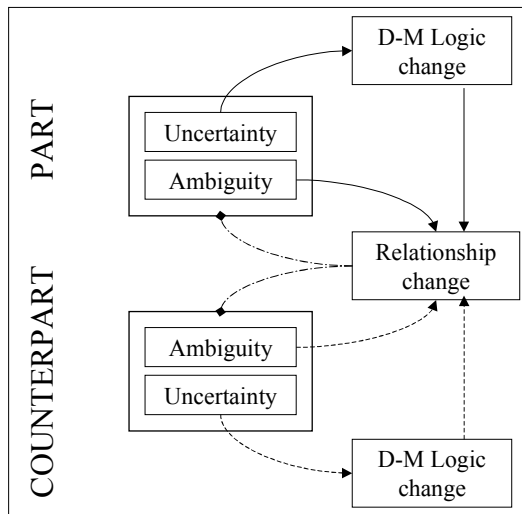 PART
D-M Logic
change
Uncertainty
Ambiguity
Relationship
change
COUNTERPART
Ambiguity
Uncertainty
D-M Logic
change